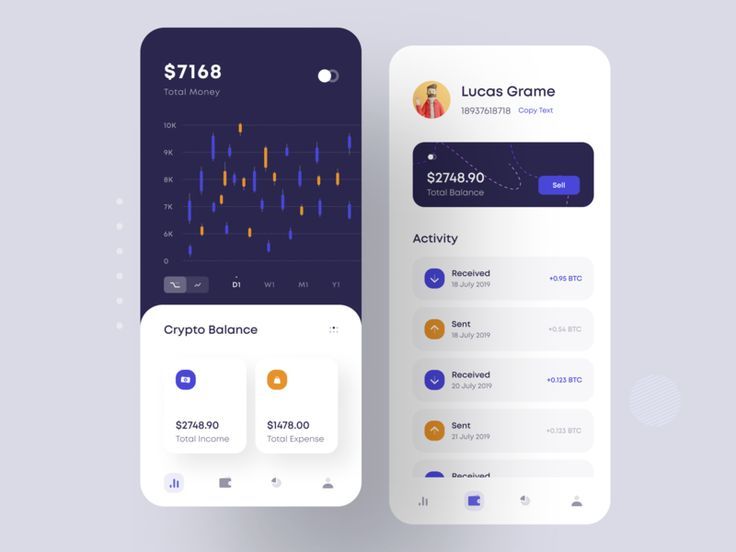 $7168
Total Money
10K
9K
8K
7K
6K
0
D1 W1 M1 Y1
Crypto Balance
$2748.90
Total Income
$1478.00
Total Expense
Lucas Grame
18937618718 Copy Text
$2748.90
Total Balance
Sell
Activity
Received
18 July 2019
+0.95 BTC
Sent
18 July 2019
+0.54 BTC
Received
20 July 2019
+0.123 BTC
Sent
21 July 2019
+0.123 BTC
Received